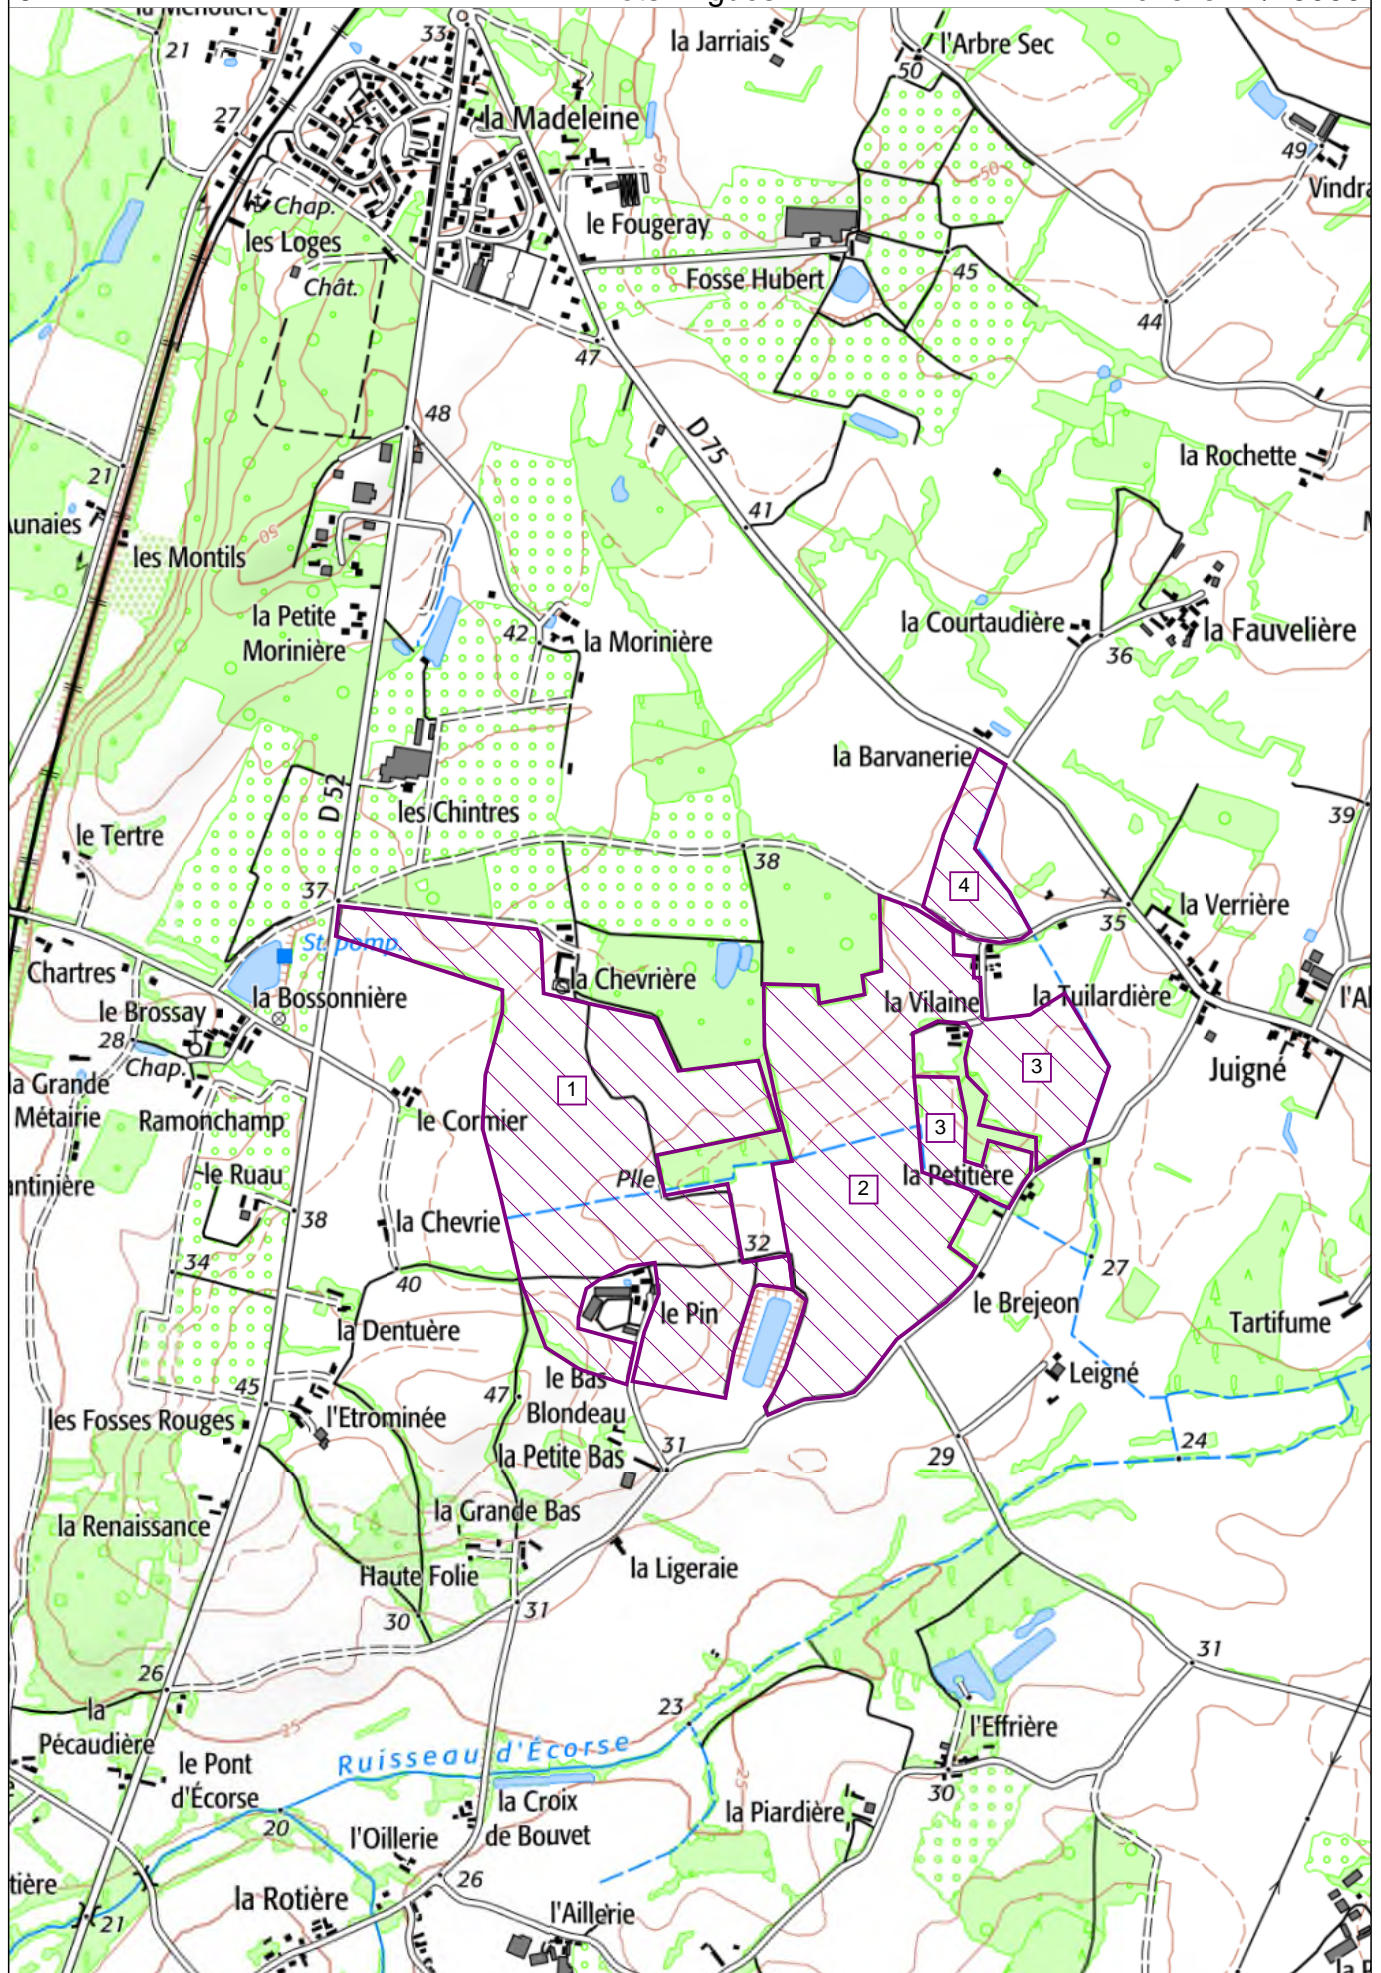 la Menotière
21
33
la Jarriais
l'Arbre Sec
50
27
la Madeleine
49
Vindra
50
50
Chap.
les Loges
le Fougeray
Chât.
Fosse Hubert
45
44
47
48
D 75
la Rochette
21
41
unaies
les Montils
50
la Petite
Morinière
42
la Morinière
la Courtaudière
la Fauvelière
36
la Barvanerie
D 52
les Chintres
39
le Tertre
38
37
4
35
la Verrière
St. pomp.
Chartres
la Chevrière
la Bossonnière
la Vilaine
la Tuilardière
l'Al
le Brossay
28
Chap.
Juigné
la Grande
Métairie
1
3
Ramonchamp
le Cormier
3
antinière
le Ruau
Plle
la Petitière
2
la Chevrie
38
32
34
40
27
le Pin
le Brejeon
la Dentuère
Tartifume
le Bas
Blondeau
Leigné
45
47
les Fosses Rouges
l'Etrominée
31
la Petite Bas
29
24
la Renaissance
la Grande Bas
Haute Folie
la Ligeraie
30
31
26
31
la
Pécaudière
23
25
l'Effrière
le Pont
d'Écorse
Ruisseau d'Écorse
25
la Croix
de Bouvet
la Piardière
30
20
l'Oillerie
tière
26
la Rotière
21
l'Aillerie